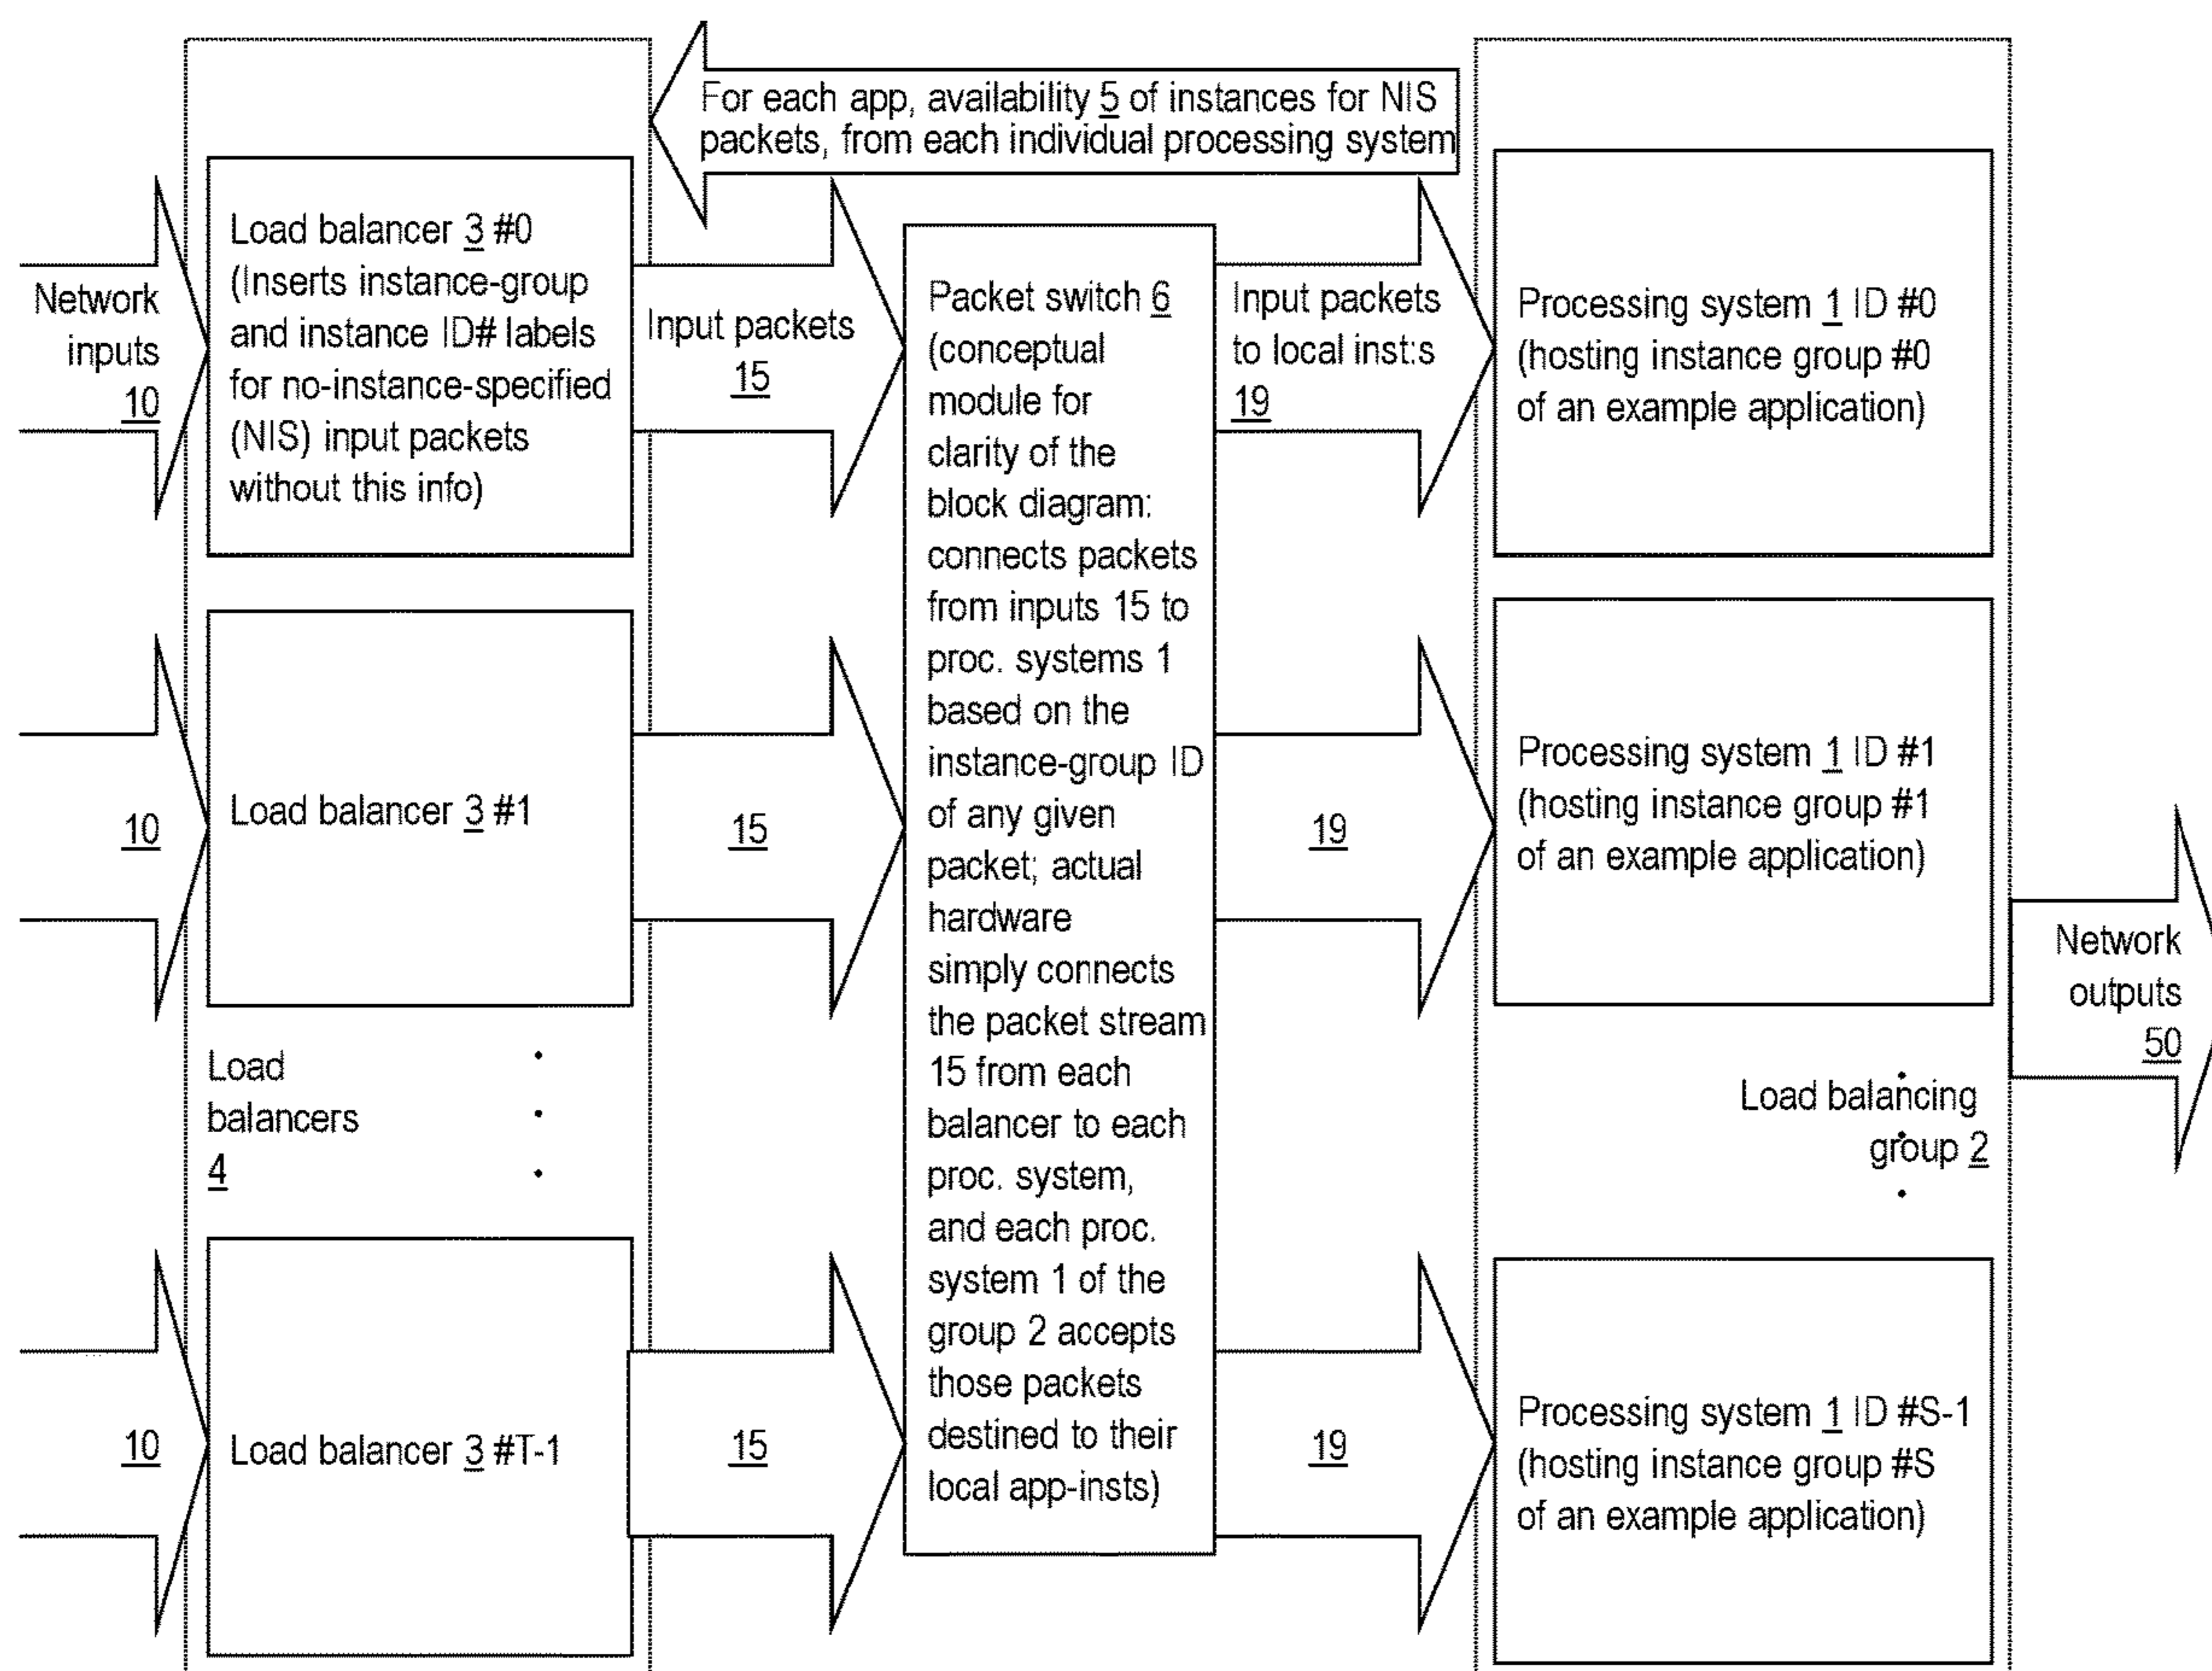 For each app, availability 5 of instances for NIS
packets, from each individual processing system
Network
inputs
10
Load balancer 3 #0
(Inserts instance-group
and instance ID# labels
for no-instance-specified
(NIS) input packets
without this info)
Input packets
15
Packet switch 6
(conceptual
module for
clarity of the
block diagram:
connects packets
from inputs 15 to
proc. systems 1
based on the
instance-group ID
of any given
packet; actual
hardware
simply connects
the packet stream
15 from each
balancer to each
proc. system,
and each proc.
system 1 of the
group 2 accepts
those packets
destined to their
local app-insts)
Input packets
to local inst:s
19
Processing system 1 ID #0
(hosting instance group #0
of an example application)
10
Load balancer 3 #1
15
19
Processing system 1 ID #1
(hosting instance group #1
of an example application)
Network
outputs
50
Load
balancers
4
Load balancing
group 2
10
Load balancer 3 #T-1
15
19
Processing system 1 ID #S-1
(hosting instance group #S
of an example application)